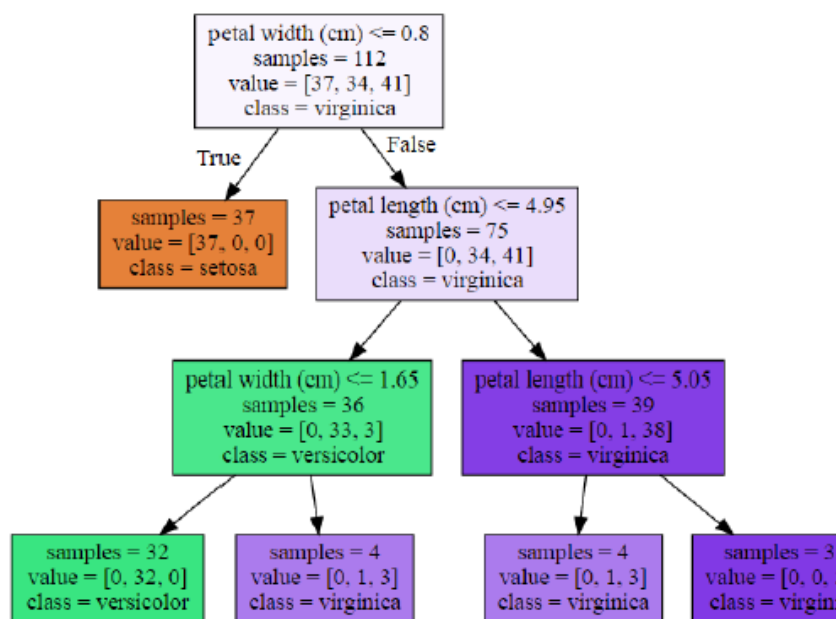 petal width (cm) <= 0.8
samples = 112
value = [37, 34, 41]
class = virginica
True
False
samples = 37
value = [37, 0, 0]
class = setosa
petal length (cm) <= 4.95
samples = 75
value = [0, 34, 41]
class = virginica
petal width (cm) <= 1.65
samples = 36
value = [0, 33, 3]
class = versicolor
petal length (cm) <= 5.05
samples = 39
value = [0, 1, 38]
class = virginica
samples = 32
value = [0, 32, 0]
class = versicolor
samples = 4
value = [0, 1, 3]
class = virginica
samples = 4
value = [0, 1, 3]
class = virginica
samples = 3
value = [0, 0,
class =